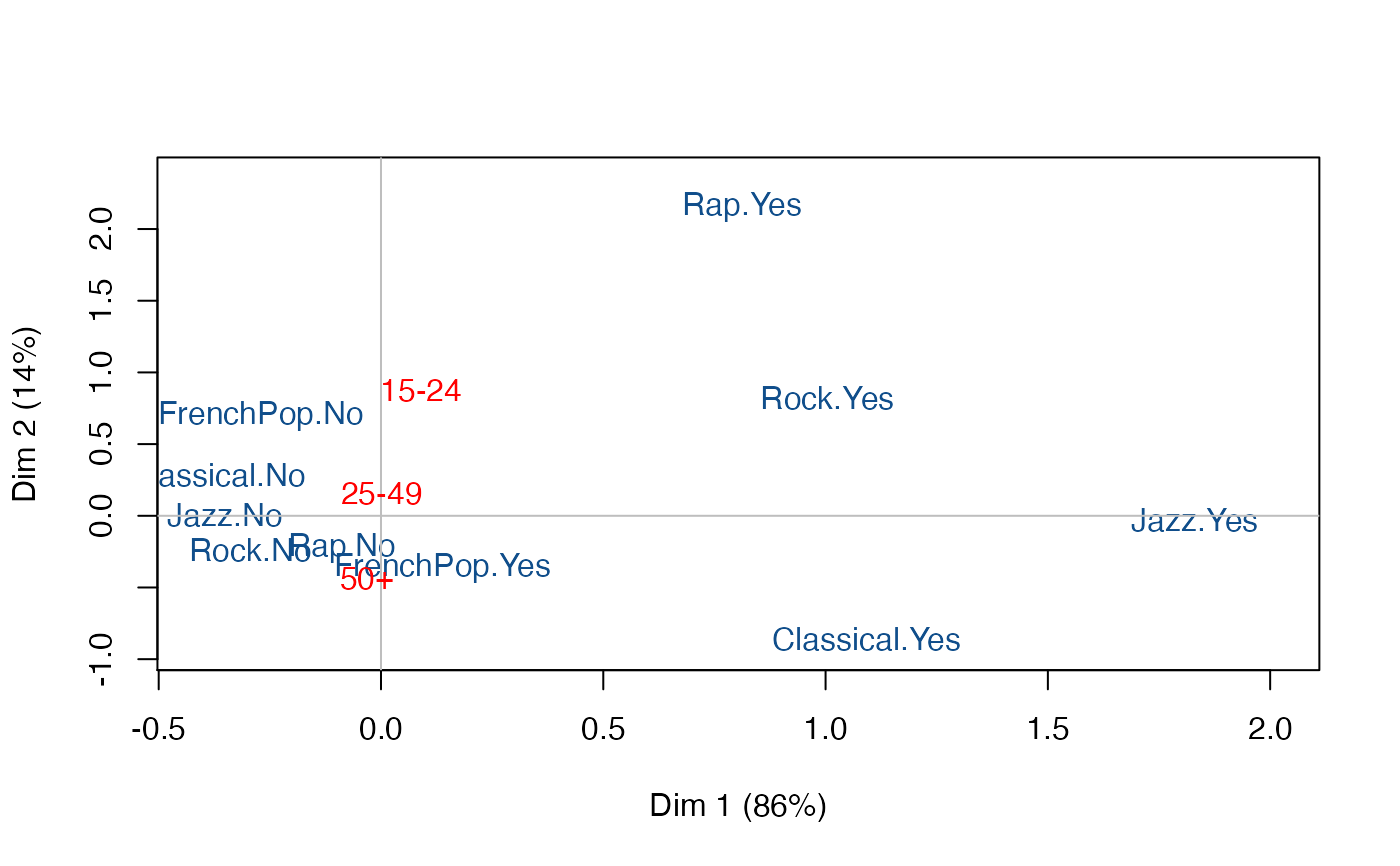 Rap.Yes
15-24
Rock.Yes
FrenchPop.No
assical.No
25-49
Jazz.No
Jazz.Yes
Rock.No
Rap.No
FrenchPop.Yes
50+
Classical.Yes
2.0
1.5
1.0
0.5
0.0
-1.0
Dim 2 (14%)
-0.5 0.0 0.5 1.0 1.5 2.0
Dim 1 (86%)